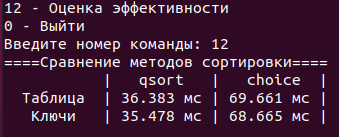 12 - Оценка эффективности
0 - Выйти
Введите номер команды: 12
====Сравнение методов сортировки====
| qsort | choice |
Таблица | 36.383 мс | 69.661 мс |
Ключи | 35.478 мс | 68.665 мс |